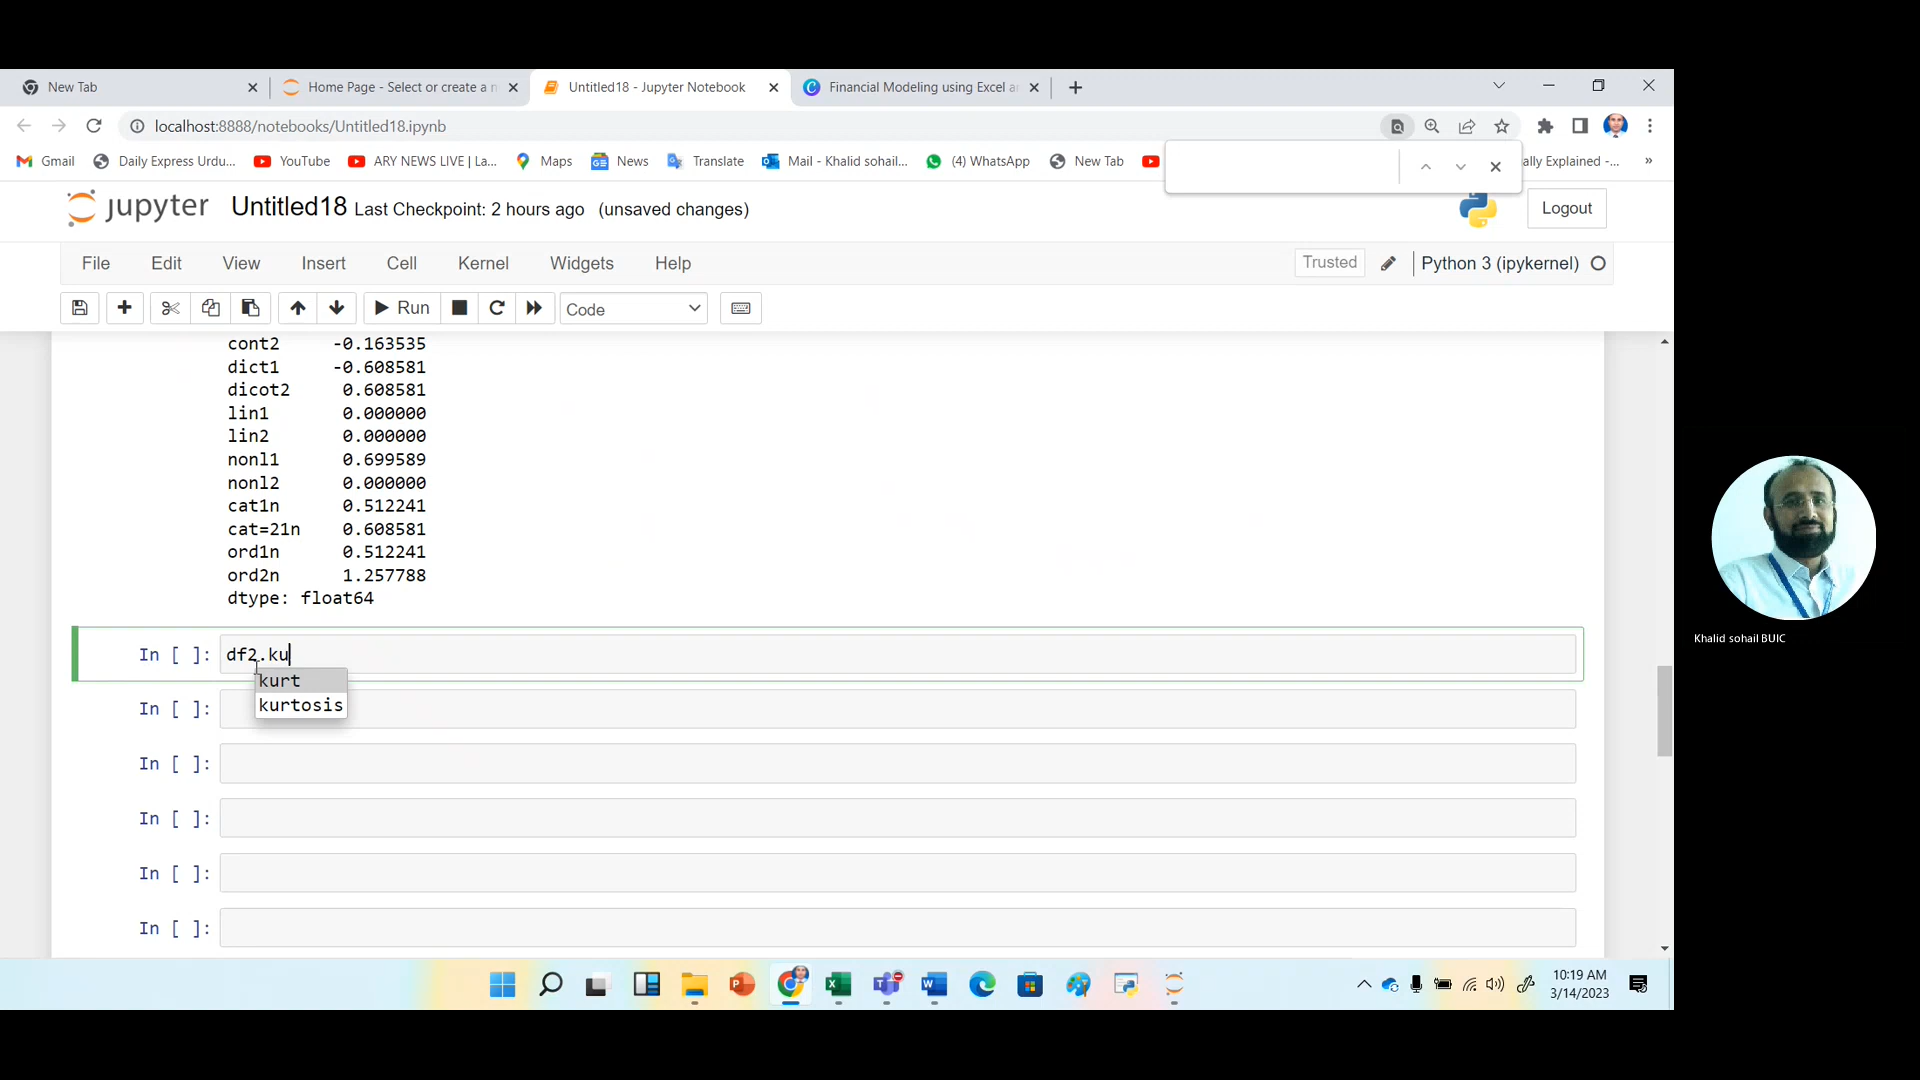 New Tab
Home Page - Select or create a n
Untitled18 - Jupyter Notebook
Financial Modeling using Excel a
localhost:8888/notebooks/Untitled18.ipynb
Gmail
Daily Express Urdu...
YouTube
ARY NEWS LIVE | La...
Maps
News
Translate
Mail - Khalid sohail...
(4) WhatsApp
New Tab
ally Explained -...
»
jupyter
Untitled18
Last Checkpoint: 2 hours ago
(unsaved changes)
Logout
File
Edit
View
Insert
Cell
Kernel
Widgets
Help
Trusted
Python 3 (ipykernel)
Run
Code
cont2 -0.163535
dict1 -0.608581
dicot2 0.608581
lin1 0.000000
lin2 0.000000
nonl1 0.699589
nonl2 0.000000
cat1n 0.512241
cat=21n 0.608581
ord1n 0.512241
ord2n 1.257788
dtype: float64
In [ ]: df2.ku
kurt
kurtosis
In [ ]:
In [ ]:
In [ ]:
In [ ]:
In [ ]:
10:19 AM
3/14/2023
Khalid sohail BUIC